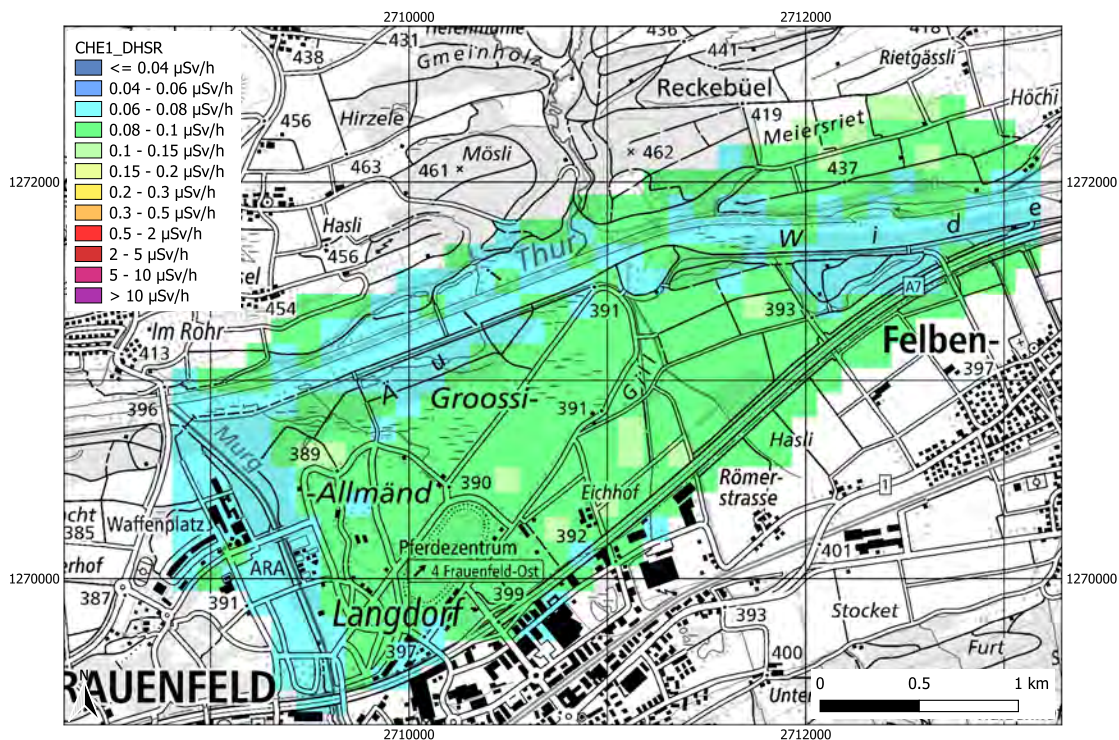 2710000 2712000
CHE1_DHSR
<= 0.04 µSv/h
0.04 - 0.06 µSv/h
0.06 - 0.08 µSv/h
0.08 - 0.1 µSv/h
0.1 - 0.15 µSv/h
0.15 - 0.2 µSv/h
0.2 - 0.3 µSv/h
0.3 - 0.5 µSv/h
0.5 - 2 µSv/h
2 - 5 µSv/h
5 - 10 µSv/h
> 10 µSv/h
431
436
438
441
Gmeinholz
Rietgässli
Reckebüel
Höchi
419
Meiersriet
456
Hirzele
Mösli
462
463
461
437
1272000 1272000
Hasli
456
Thur
W i d e
454
A7
391
393
Im Rohr
413
Felben-
Ä u
Grill
397
396
Groossi-
391
Murg
389
Hasli
-Allmänd
390
Eichhof
Römer-
strasse
1
385
Waffenplatz
392
Pferdezentrum
401
ARA
4 Frauenfeld-Ost
1270000 1270000
387
391
399
Langdorf
393
Stocket
397
Furt
400
RAUENFELD
N
0 0.5 1 km
2710000 2712000